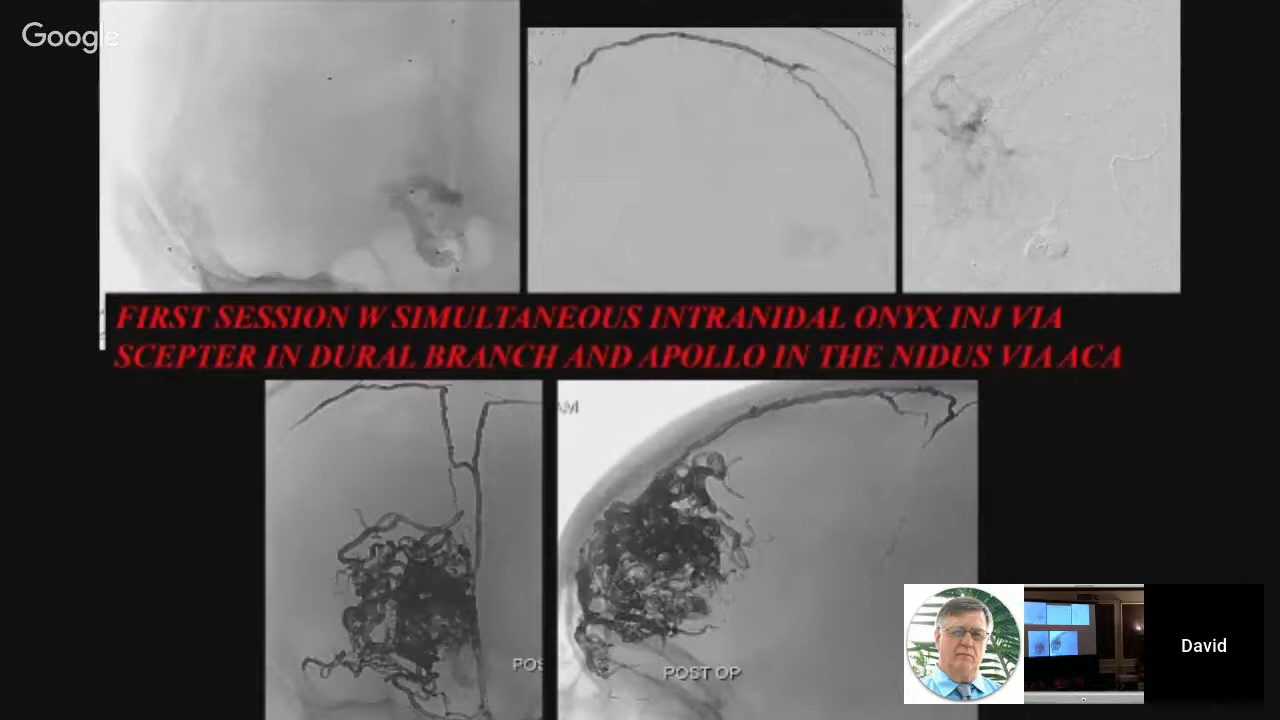 Google
FIRST SESSION W SIMULTANEOUS INTRANIDAL ONYX INJ VIA
SCEPTER IN DURAL BRANCH AND APOLLO IN THE NIDUS VIA ACA
POS
POST OP
David